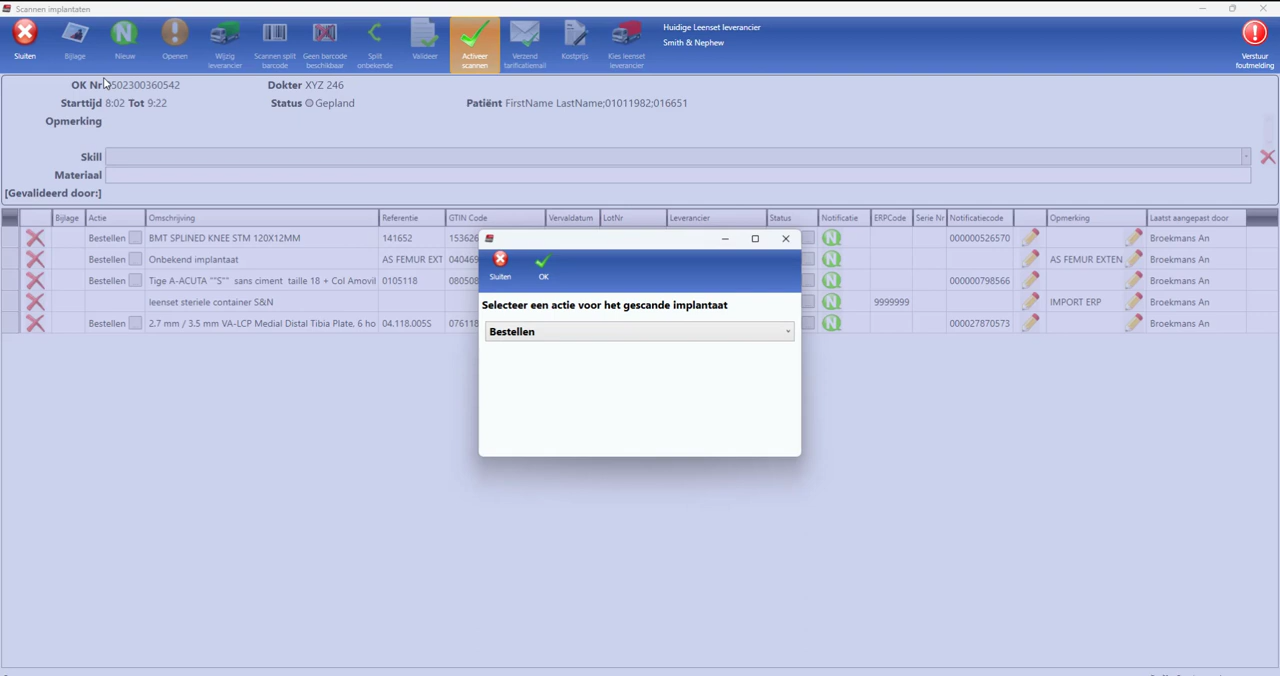 Scannen implantaten
Sluiten Bijlage Nieuw Openen Wijzig leverancier Scannen split barcode Geen barcode beschikbaar Split onbekende Valideer Activeer scannen Verzend tarificatiemail Kostprijs Kies leenset leverancier
Huidige Leenset leverancier
Smith & Nephew
Verstuur foutmelding
OK Nr 502300360542 Dokter XYZ 246
Starttijd 8:02 Tot 9:22 Status Gepland Patiënt FirstName LastName;01011982;016651
Opmerking
Skill
Materiaal
[Gevalideerd door:]
Bijlage Actie Omschrijving Referentie GTIN Code Vervaldatum LotNr Leverancier Status Notificatie ERPCode Serie Nr Notificatiecode Opmerking Laatst aangepast door
Bestellen BMT SPLINED KNEE STM 120X12MM 141652 153626 000000526570 Broekmans An
Bestellen Onbekend implantaat AS FEMUR EXT 040469 AS FEMUR EXTEN Broekmans An
Bestellen Tige A-ACUTA ""S"" sans ciment taille 18 + Col Amovil 0105118 080508 000000798566 Broekmans An
leenset steriele container S&N 9999999 IMPORT ERP Broekmans An
Bestellen 2.7 mm / 3.5 mm VA-LCP Medial Distal Tibia Plate, 6 ho 04.118.005S 076118 000027870573 Broekmans An
Sluiten OK
Selecteer een actie voor het gescande implantaat
Bestellen